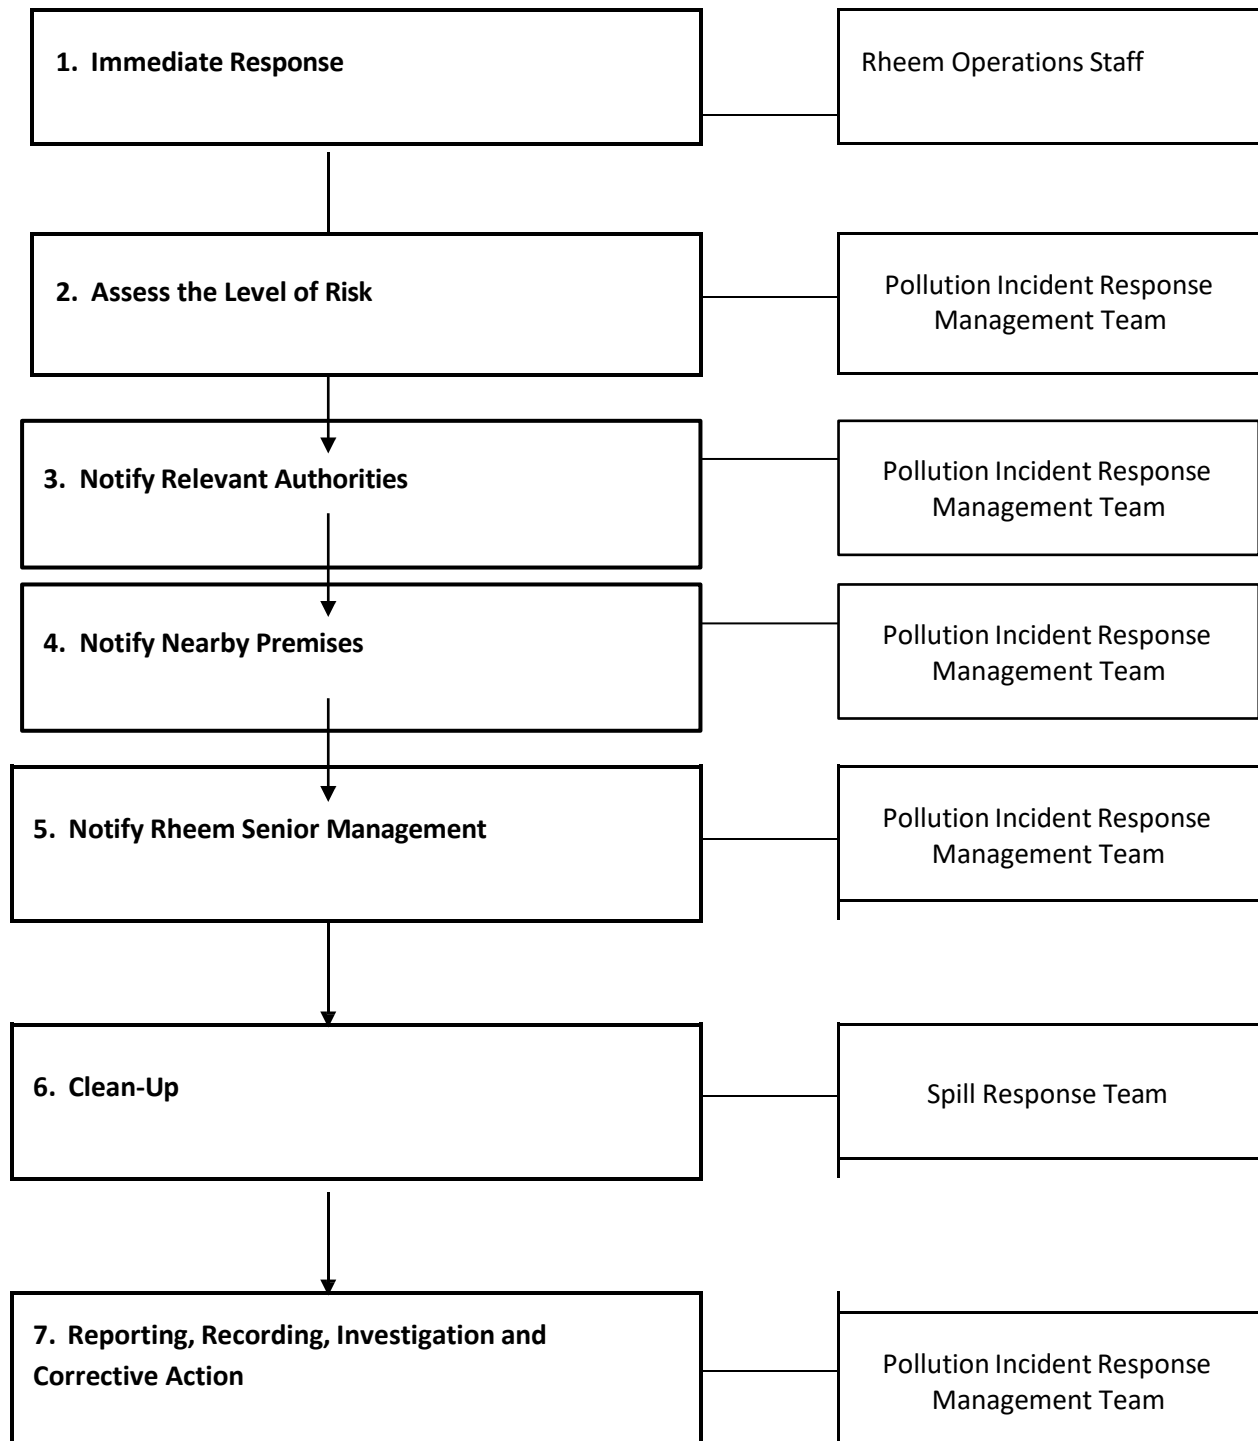 1. Immediate Response
Rheem Operations Staff
2. Assess the Level of Risk
Pollution Incident Response
Management Team
3. Notify Relevant Authorities
Pollution Incident Response
Management Team
4. Notify Nearby Premises
Pollution Incident Response
Management Team
5. Notify Rheem Senior Management
Pollution Incident Response
Management Team
6. Clean-Up
Spill Response Team
7. Reporting, Recording, Investigation and
Corrective Action
Pollution Incident Response
Management Team